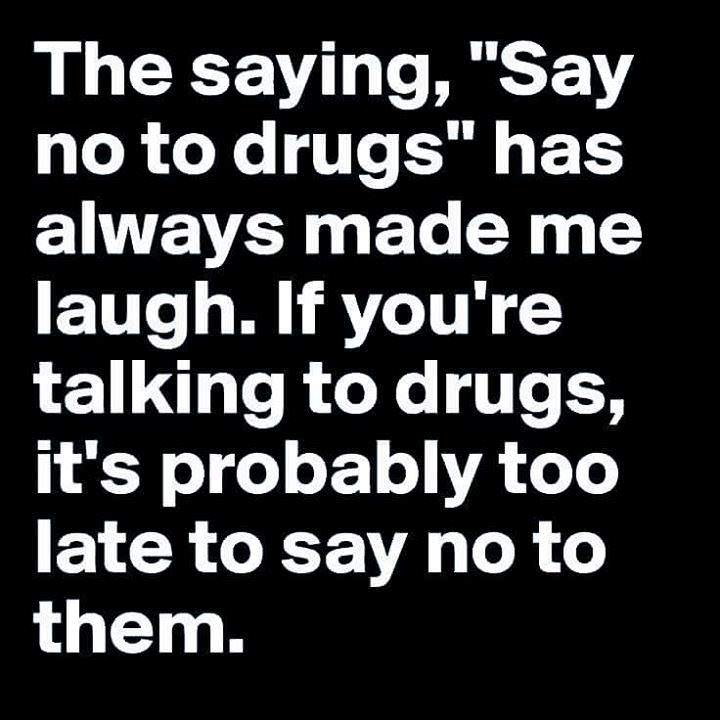 The saying, "Say
no to drugs" has
always made me
laugh. If you're
talking to drugs,
it's probably too
late to say no to
them.